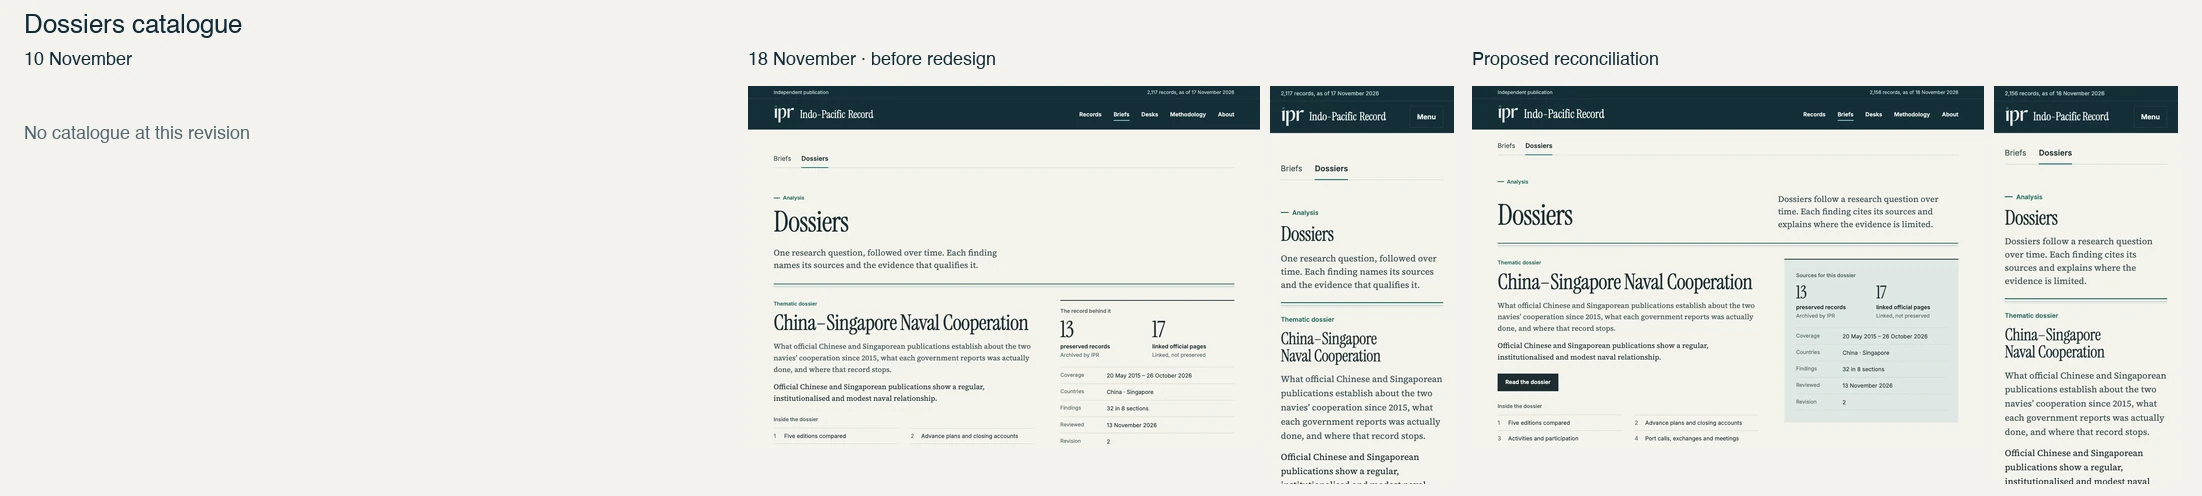 Dossiers catalogue
10 November
No catalogue at this revision
18 November · before redesign
Independent publication
2,117 records, as of 17 November 2026
ipr Indo-Pacific Record
Records Briefs Desks Methodology About
Briefs Dossiers
— Analysis
Dossiers
One research question, followed over time. Each finding
names its sources and the evidence that qualifies it.
Thematic dossier
China–Singapore Naval Cooperation
What official Chinese and Singaporean publications establish about the two
navies’ cooperation since 2015, what each government reports was actually
done, and where that record stops.
Official Chinese and Singaporean publications show a regular,
institutionalised and modest naval relationship.
Inside the dossier
1 Five editions compared
2 Advance plans and closing accounts
The record behind it
13
preserved records
Archived by IPR
17
linked official pages
Linked, not preserved
Coverage 20 May 2015 – 26 October 2026
Countries China · Singapore
Findings 32 in 8 sections
Reviewed 13 November 2026
Revision 2
2,117 records, as of 17 November 2026
ipr Indo-Pacific Record
Menu
Briefs Dossiers
— Analysis
Dossiers
One research question, followed over
time. Each finding names its sources
and the evidence that qualifies it.
Thematic dossier
China–Singapore
Naval Cooperation
What official Chinese and Singaporean
publications establish about the two
navies’ cooperation since 2015, what
each government reports was actually
done, and where that record stops.
Official Chinese and Singaporean
publications show a regular,
Proposed reconciliation
Independent publication
2,156 records, as of 18 November 2026
ipr Indo-Pacific Record
Records Briefs Desks Methodology About
Briefs Dossiers
— Analysis
Dossiers
Dossiers follow a research question over
time. Each finding cites its sources and
explains where the evidence is limited.
Thematic dossier
China–Singapore Naval Cooperation
What official Chinese and Singaporean publications establish about the two
navies’ cooperation since 2015, what each government reports was actually
done, and where that record stops.
Official Chinese and Singaporean publications show a regular,
institutionalised and modest naval relationship.
Read the dossier
Inside the dossier
1 Five editions compared
2 Advance plans and closing accounts
3 Activities and participation
4 Port calls, exchanges and meetings
Sources for this dossier
13
preserved records
Archived by IPR
17
linked official pages
Linked, not preserved
Coverage 20 May 2015 – 26 October 2026
Countries China · Singapore
Findings 32 in 8 sections
Reviewed 13 November 2026
Revision 2
2,156 records, as of 18 November 2026
ipr Indo-Pacific Record
Menu
Briefs Dossiers
— Analysis
Dossiers
Dossiers follow a research question
over time. Each finding cites its
sources and explains where the
evidence is limited.
Thematic dossier
China–Singapore
Naval Cooperation
What official Chinese and Singaporean
publications establish about the two
navies’ cooperation since 2015, what
each government reports was actually
done, and where that record stops.
Official Chinese and Singaporean
publications show a regular,
institutionalised and modest naval